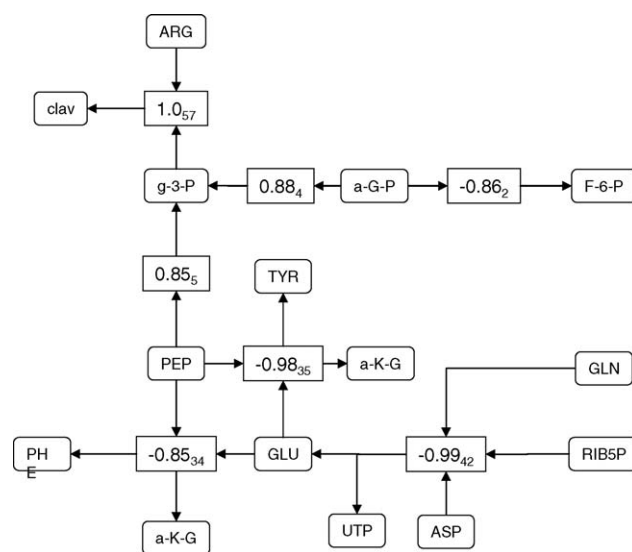 ARG
clav
1.0₅₇
g-3-P
0.88₄
a-G-P
-0.86₂
F-6-P
0.85₅
TYR
PEP
-0.98₃₅
a-K-G
GLN
PH
E
-0.85₃₄
GLU
-0.99₄₂
RIB5P
a-K-G
UTP
ASP